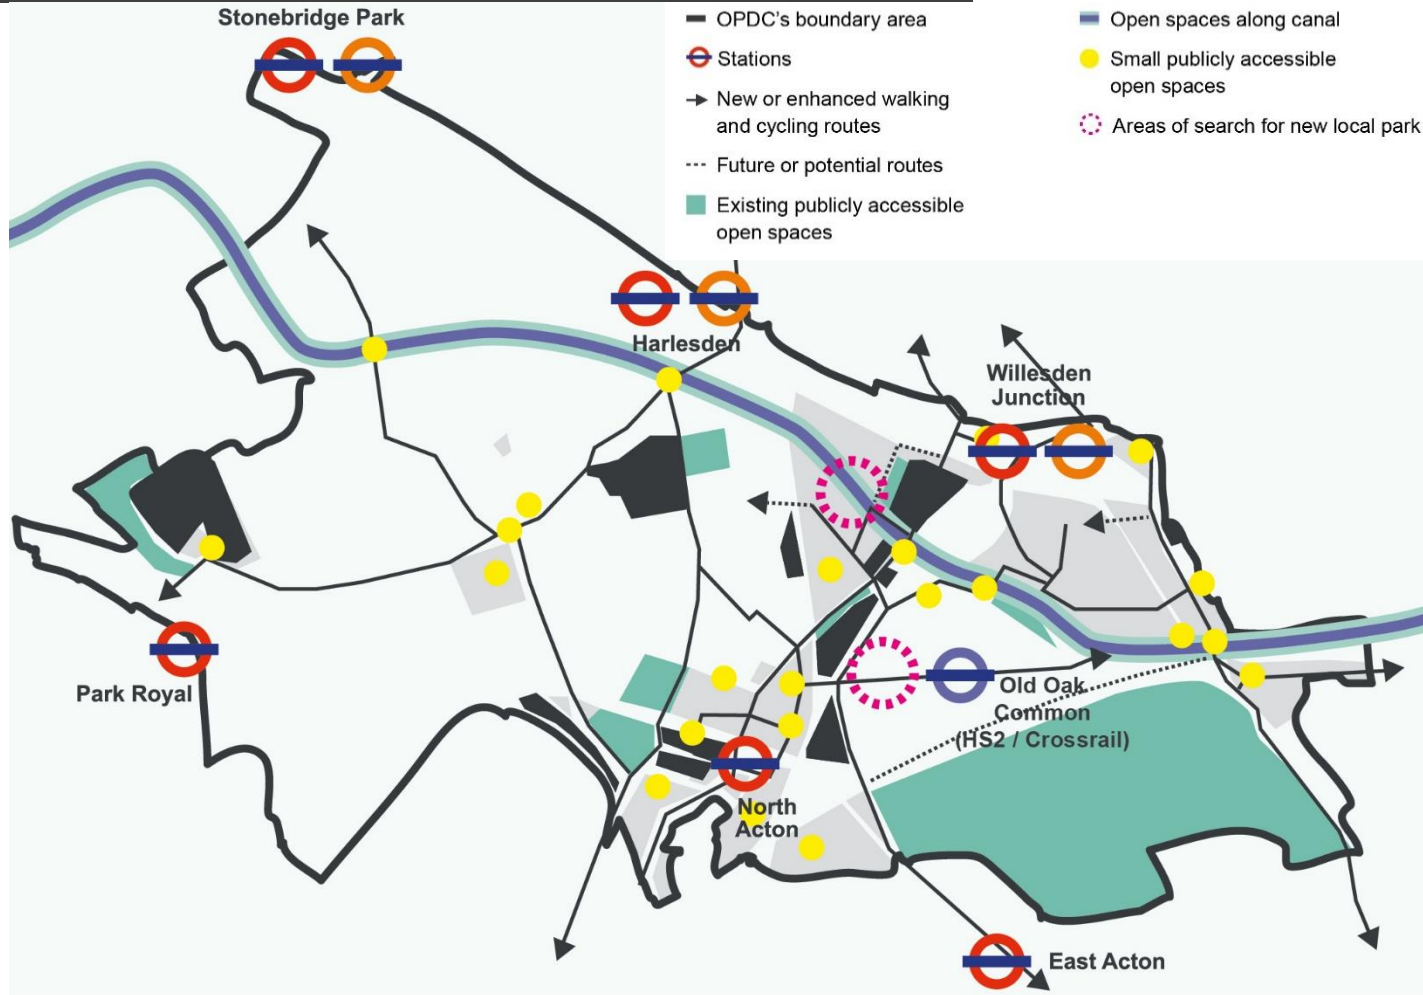 Stonebridge Park
OPDC's boundary area
Stations
New or enhanced walking
and cycling routes
Future or potential routes
Existing publicly accessible
open spaces
Open spaces along canal
Small publicly accessible
open spaces
Areas of search for new local park
Harlesden
Willesden
Junction
Park Royal
Old Oak
Common
(HS2 / Crossrail)
North
Acton
East Acton